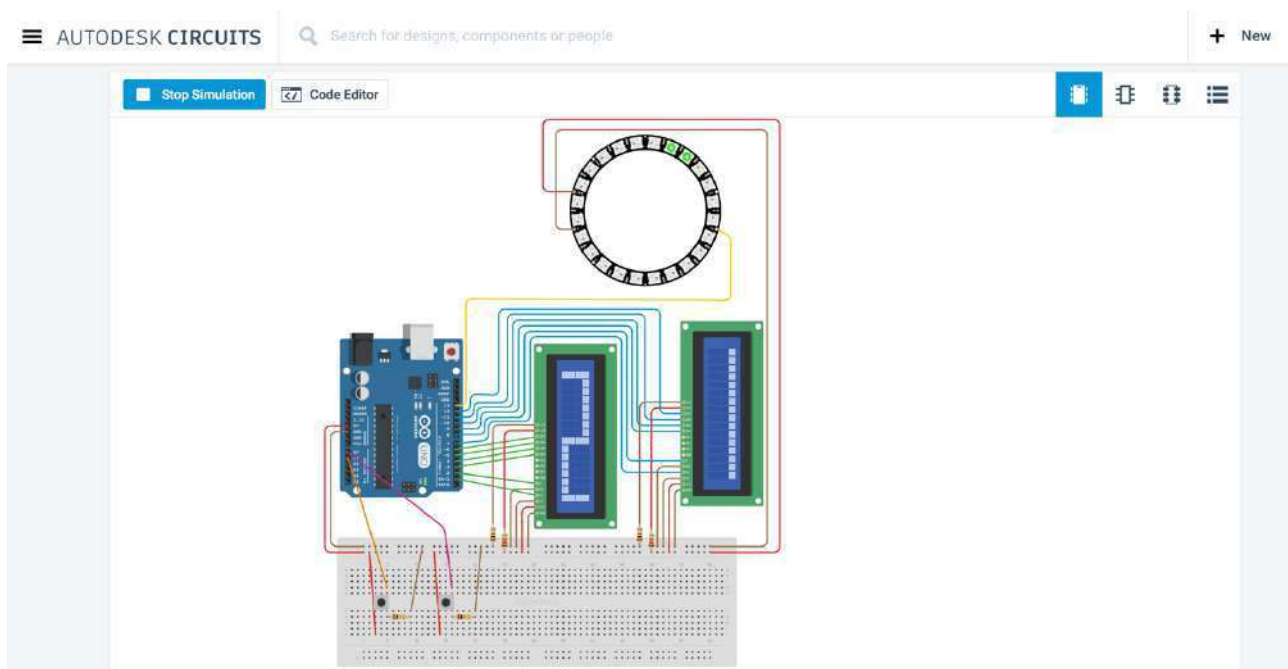 AUTODESK CIRCUITS
Search for designs, components or people
New
Stop Simulation
Code Editor
UNO